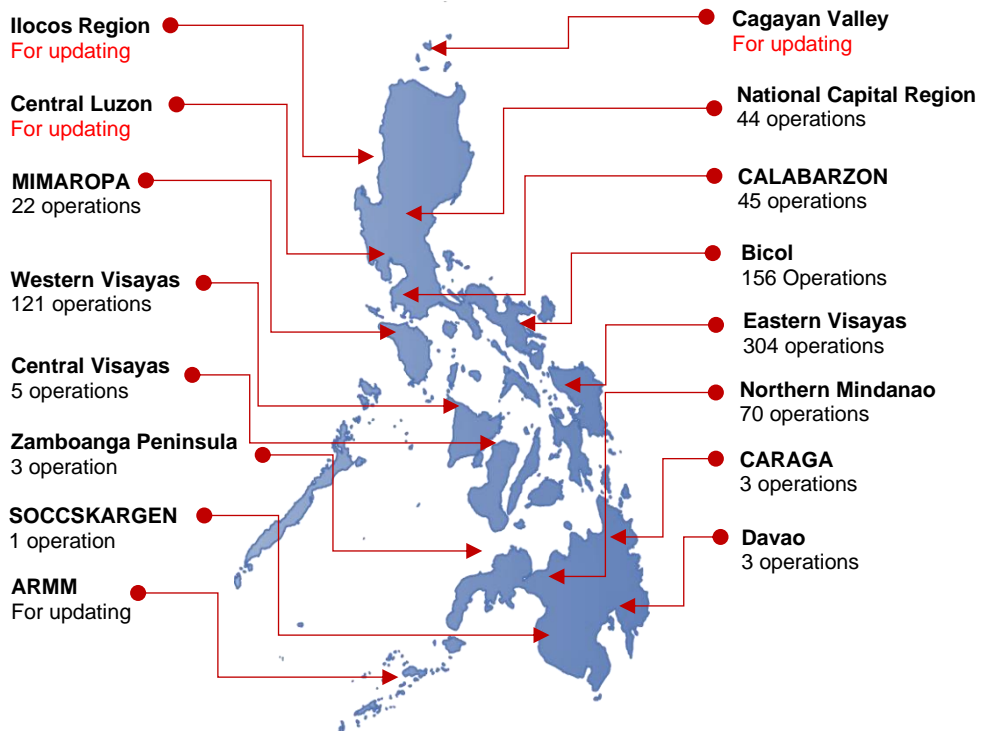 Ilocos Region
For updating
Central Luzon
For updating
MIMAROPA
22 operations
Western Visayas
121 operations
Central Visayas
5 operations
Zamboanga Peninsula
3 operation
SOCCSKARGEN
1 operation
ARMM
For updating
Cagayan Valley
For updating
National Capital Region
44 operations
CALABARZON
45 operations
Bicol
156 Operations
Eastern Visayas
304 operations
Northern Mindanao
70 operations
CARAGA
3 operations
Davao
3 operations